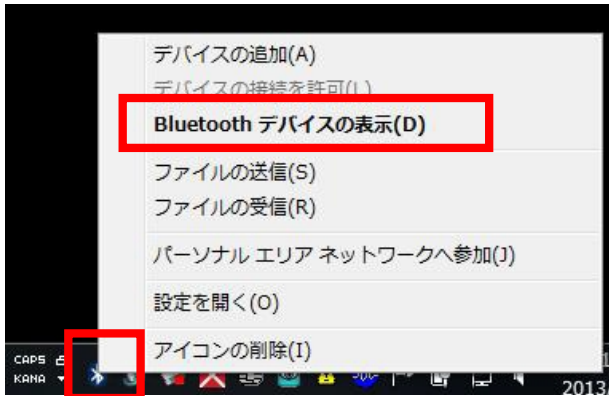 デバイスの追加(A)
デバイスの接続を許可(L)
Bluetooth デバイスの表示(D)
ファイルの送信(S)
ファイルの受信(R)
パーソナル エリア ネットワークへ参加(J)
設定を開く(O)
アイコンの削除(I)
CAPS
KANA
2013/